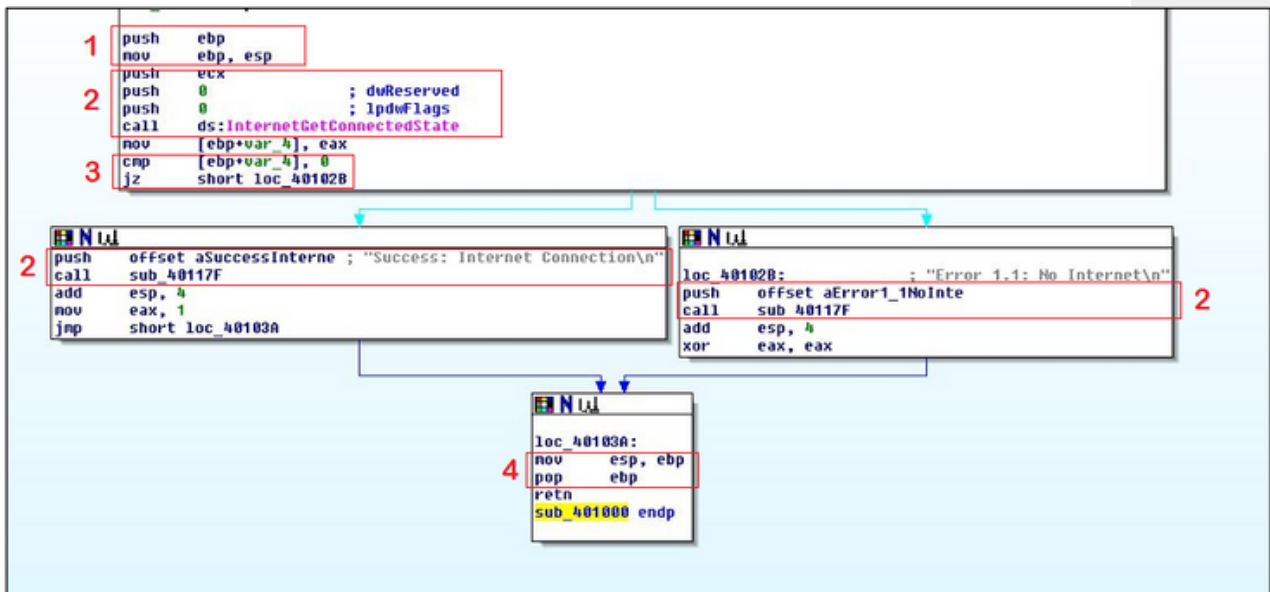 1
push ebp
mov ebp, esp
2
push ecx
push 0 ; dwReserved
push 0 ; lpdwFlags
call ds:InternetGetConnectedState
mov [ebp+var_4], eax
3
cmp [ebp+var_4], 0
jz short loc_40102B
2
push offset aSuccessInterne ; "Success: Internet Connection\n"
call sub_40117F
add esp, 4
mov eax, 1
jmp short loc_40103A
loc_40102B: ; "Error 1.1: No Internet\n"
push offset aError1_1NoInte
call sub_40117F
2
add esp, 4
xor eax, eax
loc_40103A:
4
mov esp, ebp
pop ebp
retn
sub_401000 endp